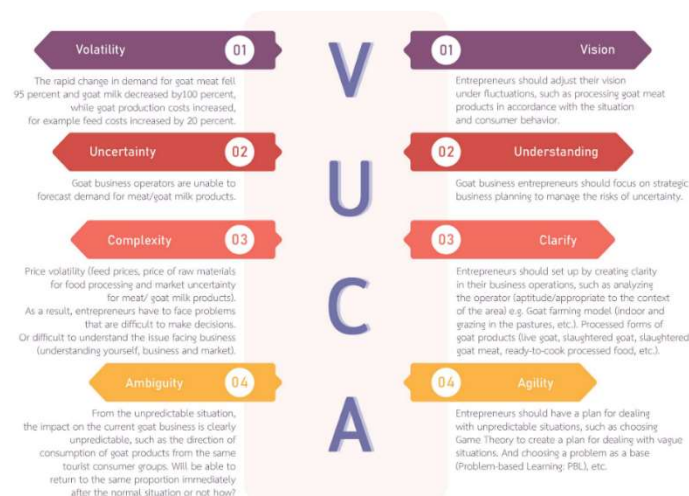 Volatility 01
The rapid change in demand for goat meat fell
95 percent and goat milk decreased by100 percent,
while goat production costs increased,
for example feed costs increased by 20 percent.
Uncertainty 02
Goat business operators are unable to
forecast demand for meat/goat milk products.
Complexity 03
Price volatility (feed prices, price of raw materials
for food processing and market uncertainty
for meat/ goat milk products).
As a result, entrepreneurs have to face problems
that are difficult to make decisions.
Or difficult to understand the issue facing business
(understanding yourself, business and market).
Ambiguity 04
From the unpredictable situation,
the impact on the current goat business is clearly
unpredictable, such as the direction of
consumption of goat products from the same
tourist consumer groups. Will be able to
return to the same proportion immediately
after the normal situation or not how?
V
U
C
A
01 Vision
Entrepreneurs should adjust their vision
under fluctuations, such as processing goat meat
products in accordance with the situation
and consumer behavior.
02 Understanding
Goat business entrepreneurs should focus on strategic
business planning to manage the risks of uncertainty.
03 Clarify
Entrepreneurs should set up by creating clarity
in their business operations, such as analyzing
the operator (aptitude/appropriate to the context
of the area) e.g. Goat farming model (indoor and
grazing in the pastures, etc.). Processed forms of
goat products (live goat, slaughtered goat, slaughtered
goat meat, ready-to-cook processed food, etc.).
04 Agility
Entrepreneurs should have a plan for dealing
with unpredictable situations, such as choosing
Game Theory to create a plan for dealing with vague
situations. And choosing a problem as a base
(Problem-based Learning: PBL), etc.